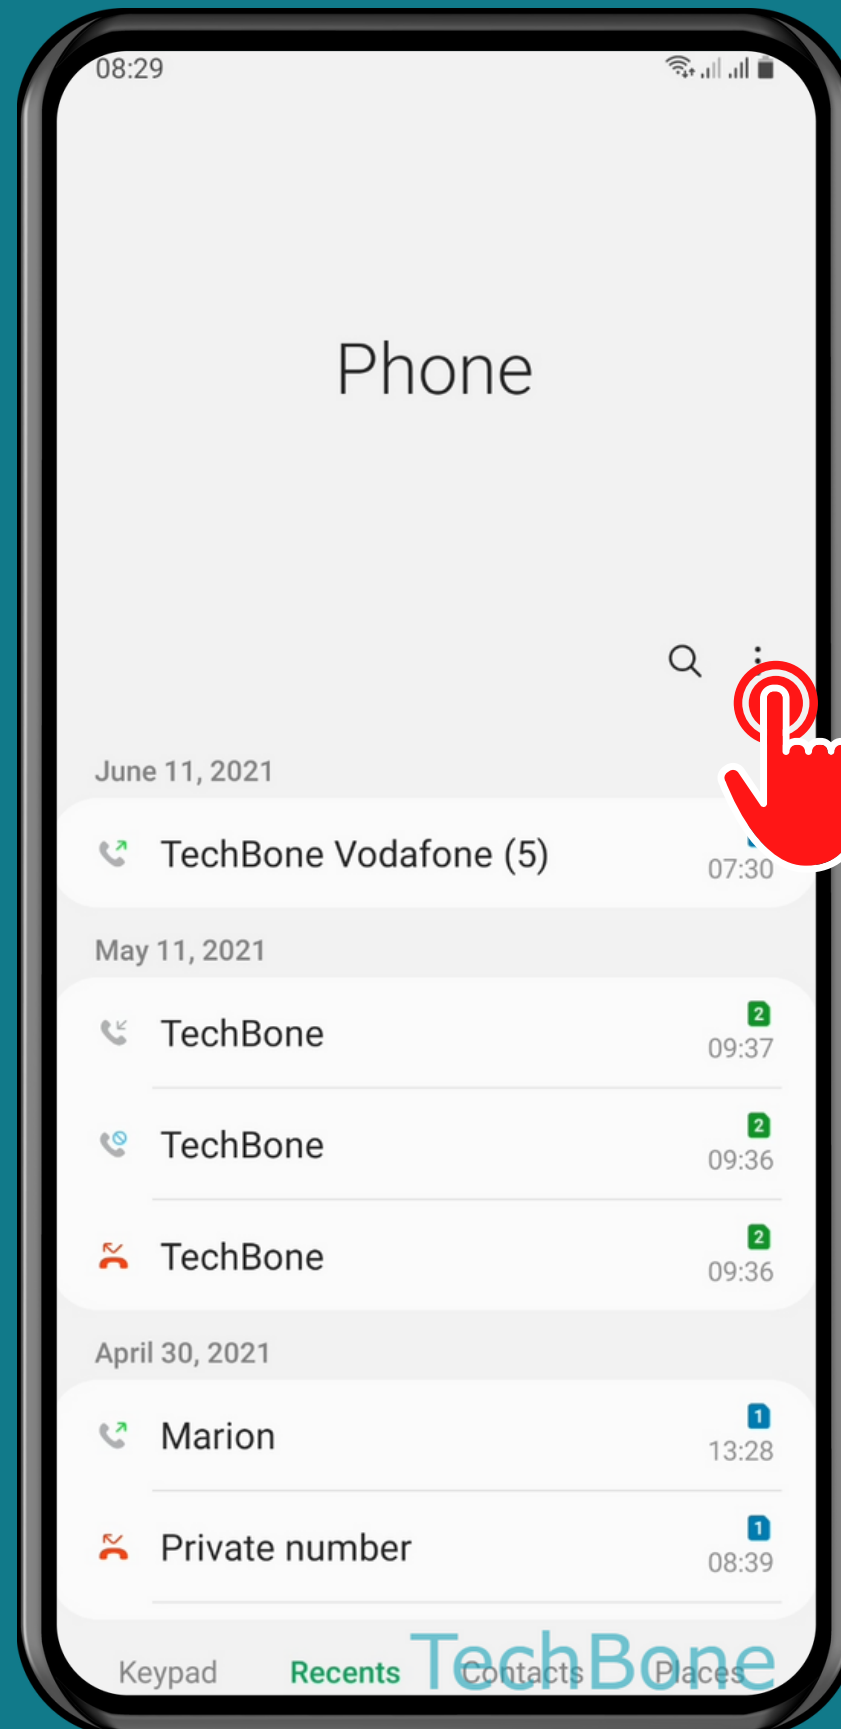 08:29
Phone
June 11, 2021
TechBone Vodafone (5)
07:30
May 11, 2021
TechBone
2
09:37
TechBone
2
09:36
TechBone
2
09:36
April 30, 2021
Marion
1
13:28
Private number
1
08:39
Keypad Recents Contacts Places
TechBone